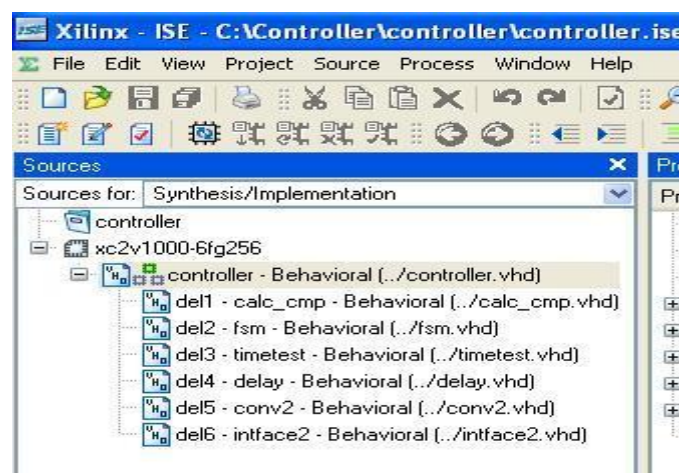 ISE Xilinx - ISE - C:\Controller\controller\controller.ise
File Edit View Project Source Process Window Help
Sources
Sources for: Synthesis/Implementation
controller
xc2v1000-6fg256
controller - Behavioral (../controller.vhd)
del1 - calc_cmp - Behavioral (../calc_cmp.vhd)
del2 - fsm - Behavioral (../fsm.vhd)
del3 - timetest - Behavioral (../timetest.vhd)
del4 - delay - Behavioral (../delay.vhd)
del5 - conv2 - Behavioral (../conv2.vhd)
del6 - intface2 - Behavioral (../intface2.vhd)